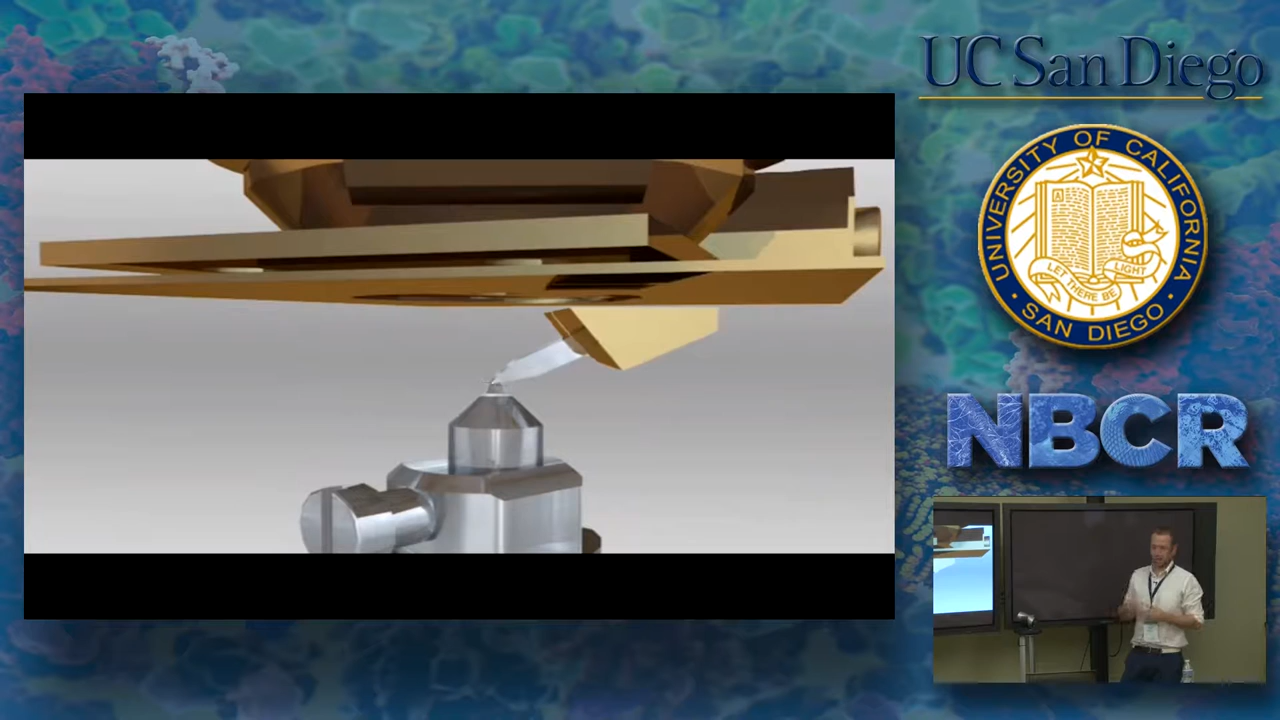 UC San Diego
UNIVERSITY OF CALIFORNIA
A
LET THERE BE LIGHT
SAN DIEGO
NBCR